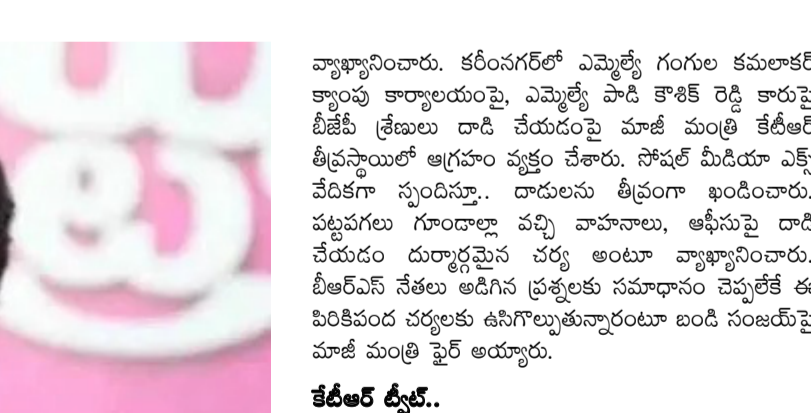 వ్యాఖ్యానించారు. కరీంనగర్‌లో ఎమ్మెల్యే గంగుల కమలాకర్
క్యాంపు కార్యాలయంపై, ఎమ్మెల్యే పాడి కౌశిక్ రెడ్డి కారుపై
బీజేపీ శ్రేణులు దాడి చేయడంపై మాజీ మంత్రి కేటీఆర్
తీవ్రస్థాయిలో ఆగ్రహం వ్యక్తం చేశారు. సోషల్ మీడియా ఎక్స్
వేదికగా స్పందిస్తూ.. దాడులను తీవ్రంగా ఖండించారు.
పట్టపగలు గూండాల్లా వచ్చి వాహనాలు, ఆఫీసుపై దాడి
చేయడం దుర్మార్గమైన చర్య అంటూ వ్యాఖ్యానించారు.
బీఆర్ఎస్ నేతలు అడిగిన ప్రశ్నలకు సమాధానం చెప్పలేకే ఈ
పిరికిపంద చర్యలకు ఉసిగొల్పుతున్నారంటూ బండి సంజయ్‌పై
మాజీ మంత్రి ఫైర్ అయ్యారు.
కేటీఆర్ ట్వీట్..